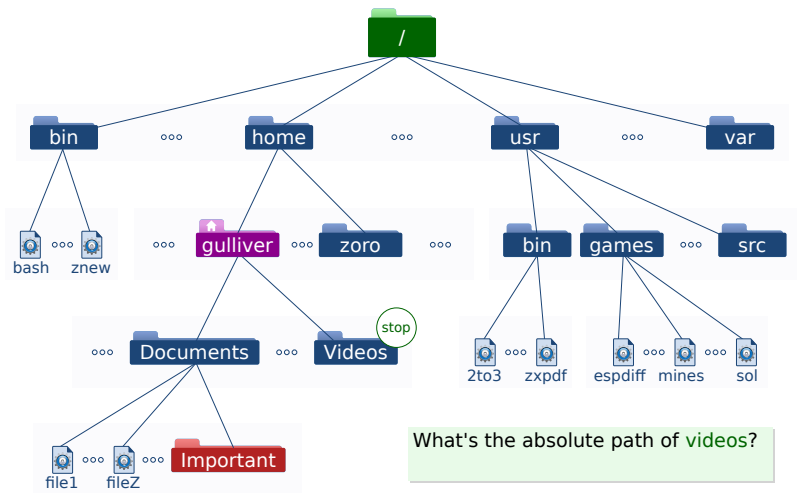 /
bin
home
usr
var
bash
znew
gulliver
zoro
bin
games
src
stop
Documents
Videos
2to3
zxpdf
espdiff
mines
sol
What's the absolute path of videos?
file1
fileZ
Important